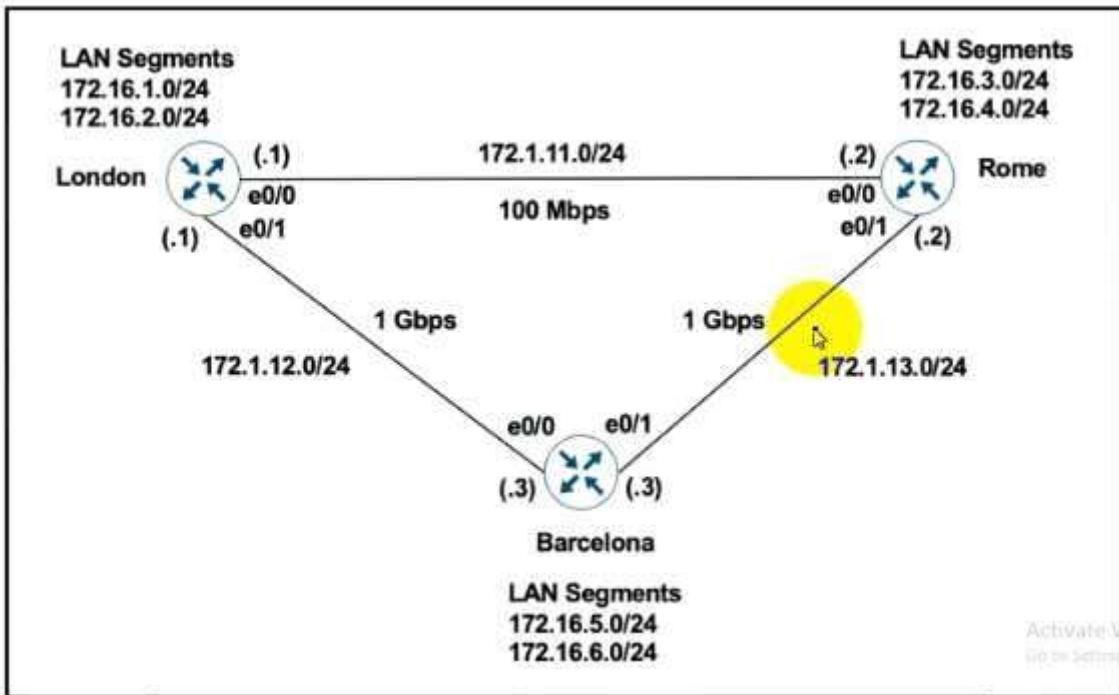 LAN Segments
172.16.1.0/24
172.16.2.0/24
LAN Segments
172.16.3.0/24
172.16.4.0/24
London
(.1)
172.1.11.0/24
(.2)
Rome
e0/0
100 Mbps
e0/0
(.1)
e0/1
e0/1
(.2)
1 Gbps
1 Gbps
172.1.12.0/24
172.1.13.0/24
e0/0
e0/1
(.3)
(.3)
Barcelona
LAN Segments
172.16.5.0/24
172.16.6.0/24
Activate
Go to